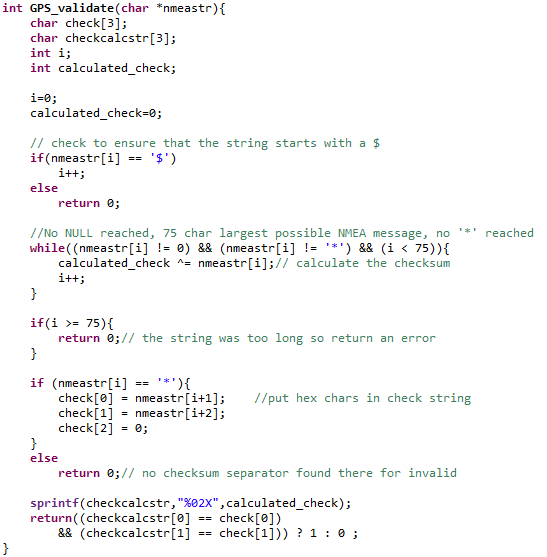 int GPS_validate(char *nmeastr){
    char check[3];
    char checkcalcstr[3];
    int i;
    int calculated_check;

    i=0;
    calculated_check=0;

    // check to ensure that the string starts with a $
    if(nmeastr[i] == '$')
        i++;
    else
        return 0;

    //No NULL reached, 75 char largest possible NMEA message, no '*' reached
    while((nmeastr[i] != 0) && (nmeastr[i] != '*') && (i < 75)){
        calculated_check ^= nmeastr[i];// calculate the checksum
        i++;
    }

    if(i >= 75){
        return 0;// the string was too long so return an error
    }

    if (nmeastr[i] == '*'){
        check[0] = nmeastr[i+1];    //put hex chars in check string
        check[1] = nmeastr[i+2];
        check[2] = 0;
    }
    else
        return 0;// no checksum separator found there for invalid

    sprintf(checkcalcstr,"%02X",calculated_check);
    return((checkcalcstr[0] == check[0])
        && (checkcalcstr[1] == check[1])) ? 1 : 0 ;
}